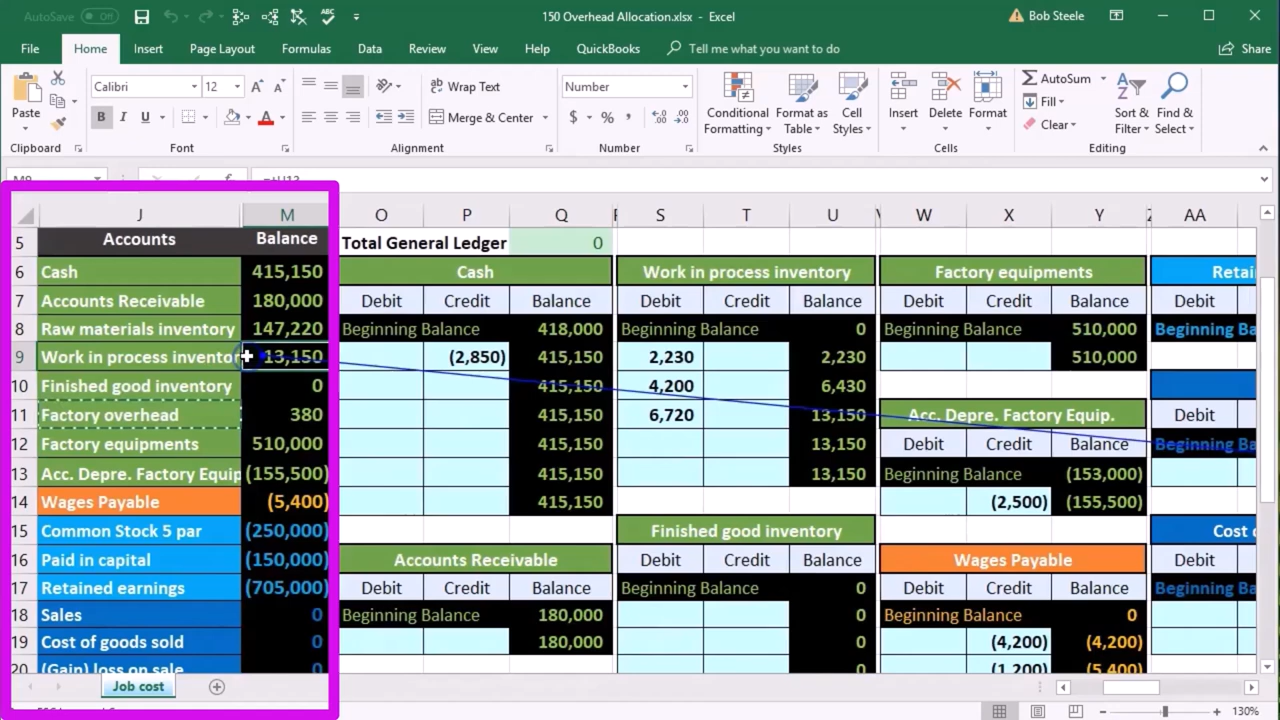 AutoSave Off 150 Overhead Allocation.xlsx - Excel Bob Steele
File Home Insert Page Layout Formulas Data Review View Help QuickBooks Tell me what you want to do Share
Paste Calibri 12 A A Wrap Text Number AutoSum
B I U A Merge & Center $ % Conditional Formatting Format as Table Cell Styles Insert Delete Format Fill Clear Sort & Filter Find & Select
Clipboard Font Alignment Number Styles Cells Editing
J M O P Q S T U W X Y AA
5 Accounts Balance Total General Ledger 0
6 Cash 415,150 Cash Work in process inventory Factory equipments Retai
7 Accounts Receivable 180,000 Debit Credit Balance Debit Credit Balance Debit Credit Balance Debit
8 Raw materials inventory 147,220 Beginning Balance 418,000 Beginning Balance 0 Beginning Balance 510,000 Beginning Ba
9 Work in process inventor 13,150 (2,850) 415,150 2,230 2,230 510,000
10 Finished good inventory 0 415,150 4,200 6,430
11 Factory overhead 380 415,150 6,720 13,150 Acc. Depre. Factory Equip. Debit
12 Factory equipments 510,000 415,150 13,150 Debit Credit Balance Beginning Ba
13 Acc. Depre. Factory Equip (155,500) 415,150 13,150 Beginning Balance (153,000)
14 Wages Payable (5,400) 415,150 (2,500) (155,500)
15 Common Stock 5 par (250,000) Finished good inventory Cost o
16 Paid in capital (150,000) Accounts Receivable Debit Credit Balance Wages Payable Debit
17 Retained earnings (705,000) Debit Credit Balance Beginning Balance 0 Debit Credit Balance Beginning Ba
18 Sales 0 Beginning Balance 180,000 0 Beginning Balance 0
19 Cost of goods sold 0 180,000 0 (4,200) (4,200)
20 (Gain) loss on sale 0 0 (1,200) (5,400)
Job cost
130%